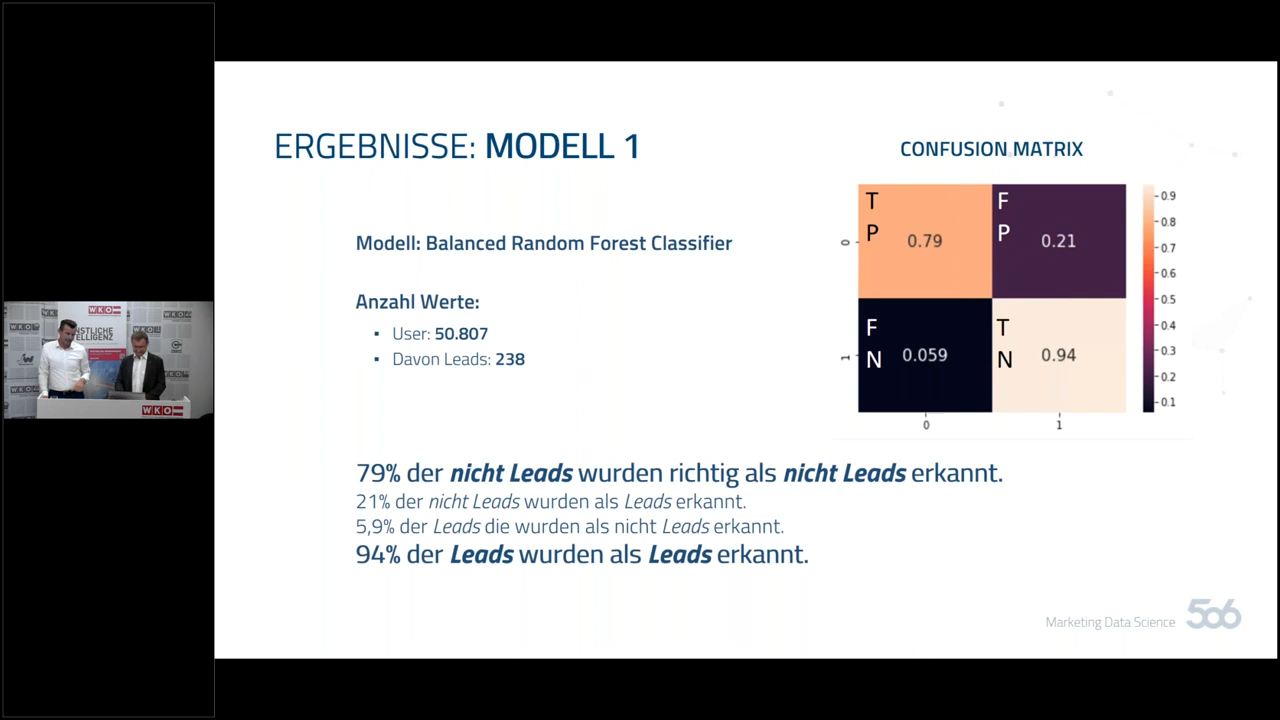 ERGEBNISSE: MODELL 1
Modell: Balanced Random Forest Classifier
Anzahl Werte:
▪ User: 50.807
▪ Davon Leads: 238
CONFUSION MATRIX
T
P
0.79
F
P
0.21
F
N
0.059
T
N
0.94
0
1
0
1
0.9
0.8
0.7
0.6
0.5
0.4
0.3
0.2
0.1
79% der nicht Leads wurden richtig als nicht Leads erkannt.
21% der nicht Leads wurden als Leads erkannt.
5,9% der Leads die wurden als nicht Leads erkannt.
94% der Leads wurden als Leads erkannt.
Marketing Data Science 506
WKO
WKO
WKO
WKO